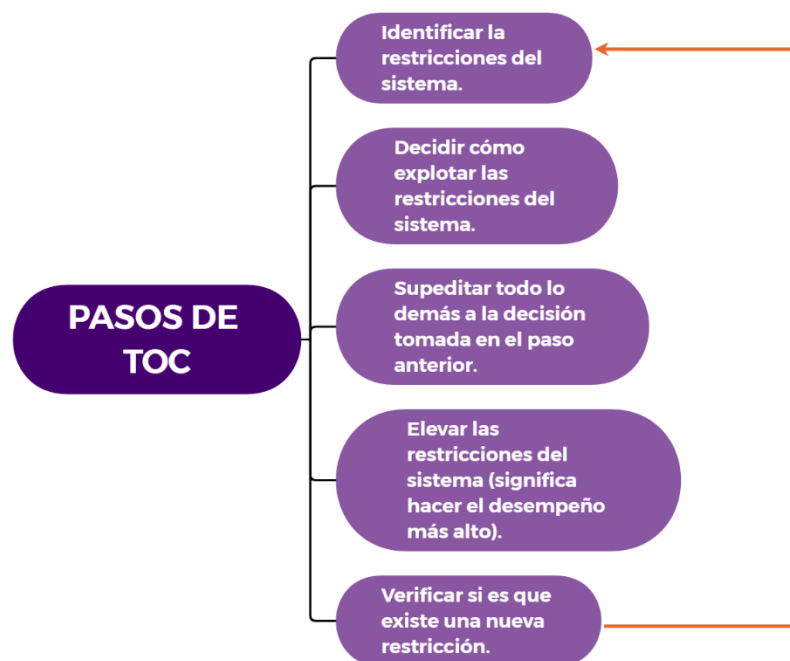 Identificar la
restricciones del
sistema.
Decidir cómo
explotar las
restricciones del
sistema.
PASOS DE
TOC
Supeditar todo lo
demás a la decisión
tomada en el paso
anterior.
Elevar las
restricciones del
sistema (significa
hacer el desempeño
más alto).
Verificar si es que
existe una nueva
restricción.